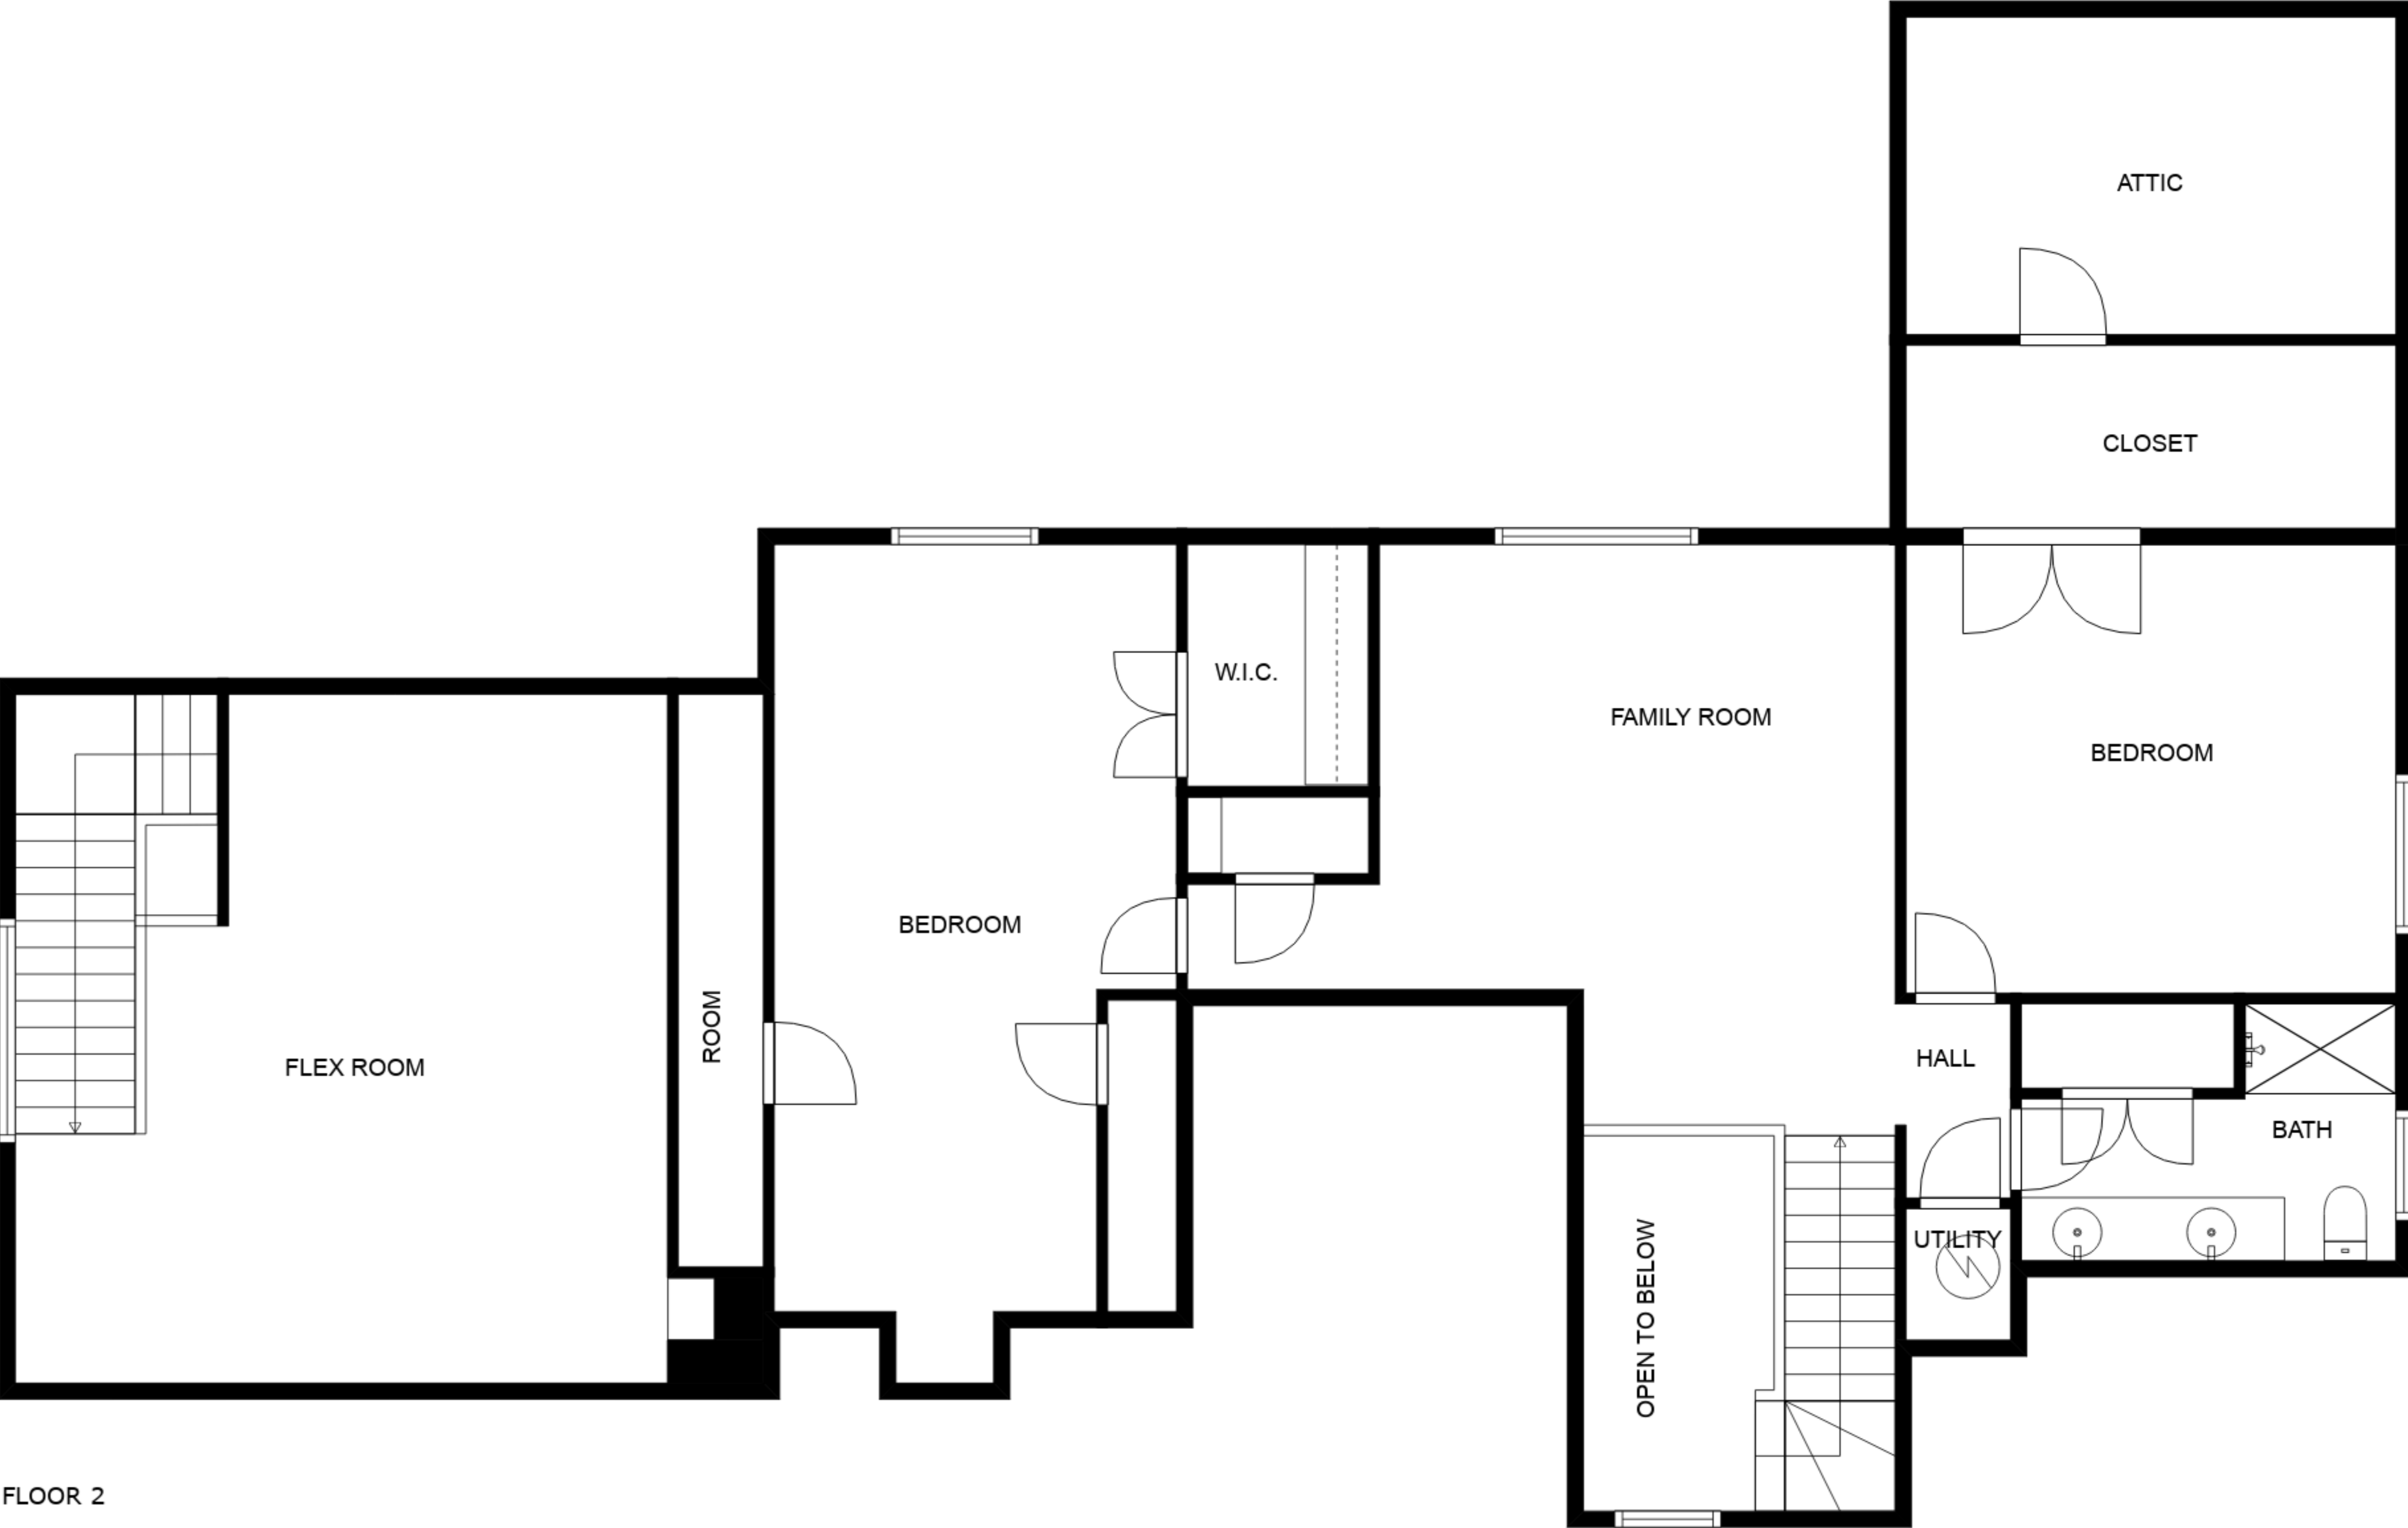 ATTIC
CLOSET
W.I.C.
FAMILY ROOM
BEDROOM
BEDROOM
ROOM
FLEX ROOM
HALL
BATH
UTILITY
OPEN TO BELOW
FLOOR 2